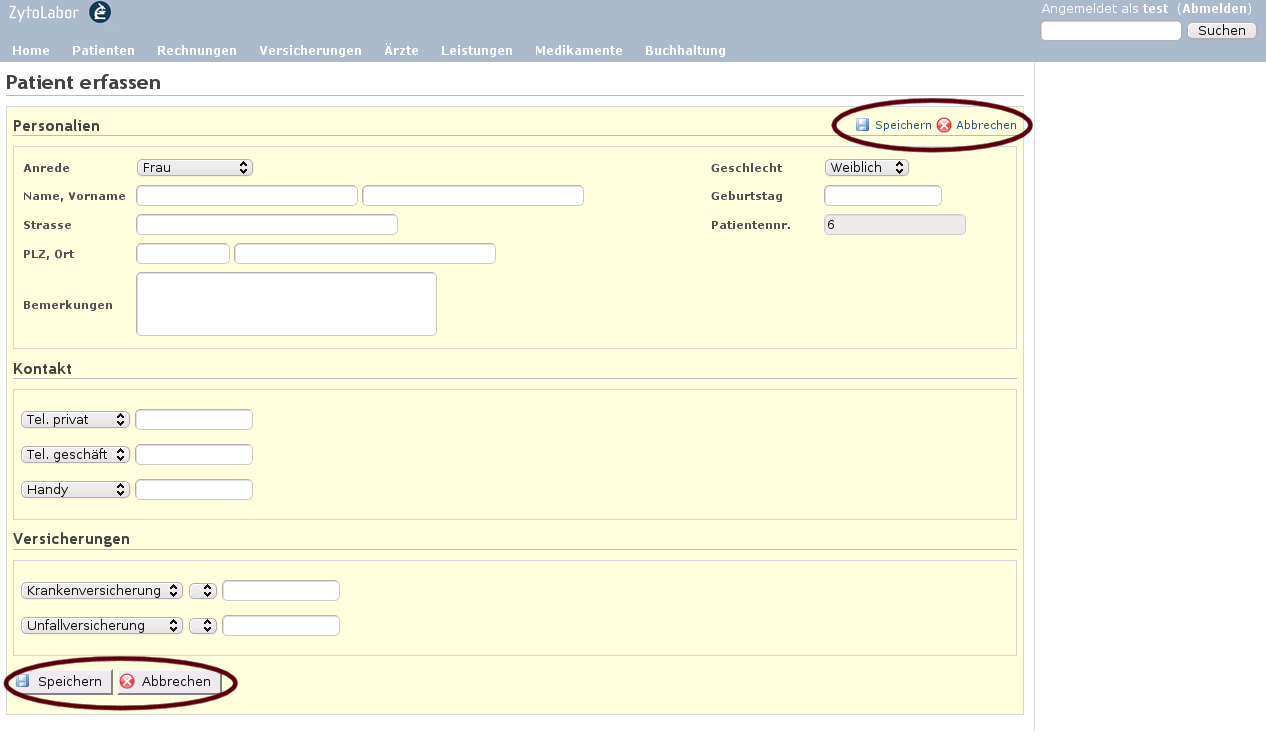 ZytoLabor
Angemeldet als test (Abmelden)
Suchen
Home Patienten Rechnungen Versicherungen Ärzte Leistungen Medikamente Buchhaltung
Patient erfassen
Personalien Speichern Abbrechen
Anrede Frau Geschlecht Weiblich
Name, Vorname Geburtstag
Strasse Patientennr. 6
PLZ, Ort
Bemerkungen
Kontakt
Tel. privat
Tel. geschäft
Handy
Versicherungen
Krankenversicherung
Unfallversicherung
Speichern Abbrechen